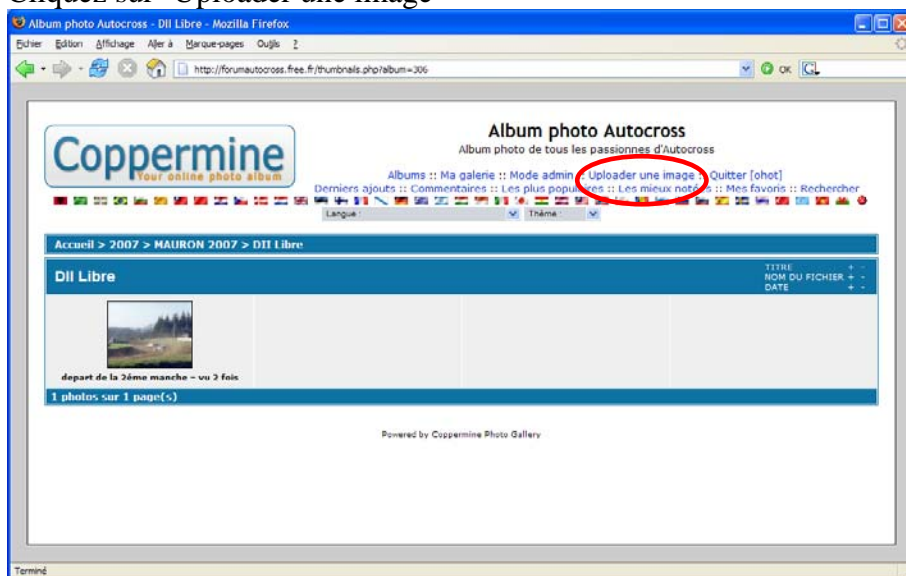 Cliquez sur "Uploader une image"
Album photo Autocross - DII Libre - Mozilla Firefox
Fichier Edition Affichage Aller à Marque-pages Outils ?
http://forumautocross.free.fr/thumbnails.php?album=306
OK
Coppermine
Your online photo album
Album photo Autocross
Album photo de tous les passionnes d'Autocross
Albums :: Ma galerie :: Mode admin :: Uploader une image :: Quitter [ohot]
Derniers ajouts :: Commentaires :: Les plus populaires :: Les mieux notées :: Mes favoris :: Rechercher
Langue : Thème :
Accueil > 2007 > MAURON 2007 > DII Libre
DII Libre
TITRE + -
NOM DU FICHIER + -
DATE + -
depart de la 2éme manche - vu 2 fois
1 photos sur 1 page(s)
Powered by Coppermine Photo Gallery
Terminé